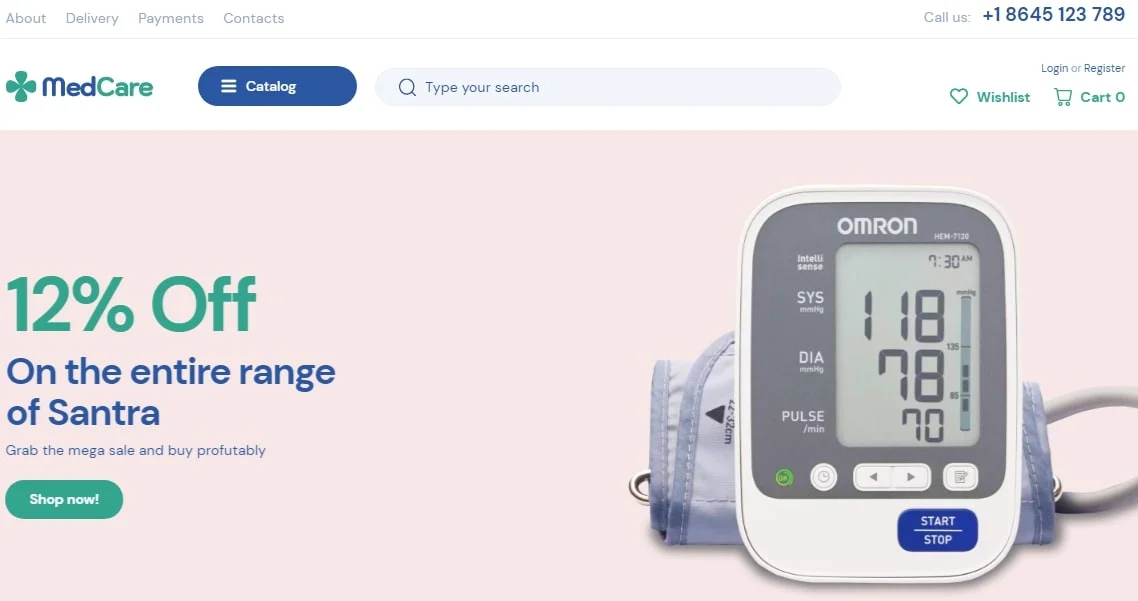 About Delivery Payments Contacts
Call us: +1 8645 123 789
MedCare
Catalog
Type your search
Login or Register
Wishlist
Cart 0
12% Off
On the entire range
of Santra
Grab the mega sale and buy profutably
Shop now!
OMRON
HEM-7130
Intelli
sense
7:30 AM
SYS
mmHg
118
mmHg
135
DIA
mmHg
78
85
PULSE
/min
70
22-32cm
OK
START
STOP